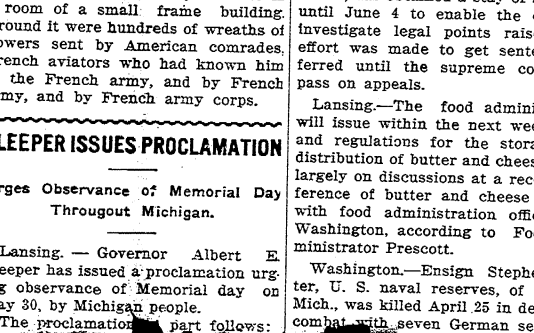 room of a small frame building.
round it were hundreds of wreaths of
owers sent by American comrades,
rench aviators who had known him
the French army, and by French
my, and by French army corps.
LEEPER ISSUES PROCLAMATION
rges Observance of Memorial Day
Througout Michigan.
Lansing. — Governor Albert E.
eeper has issued a proclamation urg-
g observance of Memorial day on
ay 30, by Michigan people.
The proclamation part follows:
until June 4 to enable the
investigate legal points rais
effort was made to get sente
ferred until the supreme co
pass on appeals.
Lansing.—The food admini
will issue within the next wee
and regulations for the stora
distribution of butter and chees
largely on discussions at a rec
ference of butter and cheese
with food administration offic
Washington, according to Fo
ministrator Prescott.
Washington.—Ensign Stephe
ter, U. S. naval reserves, of
Mich., was killed April 25 in de
combat with seven German se